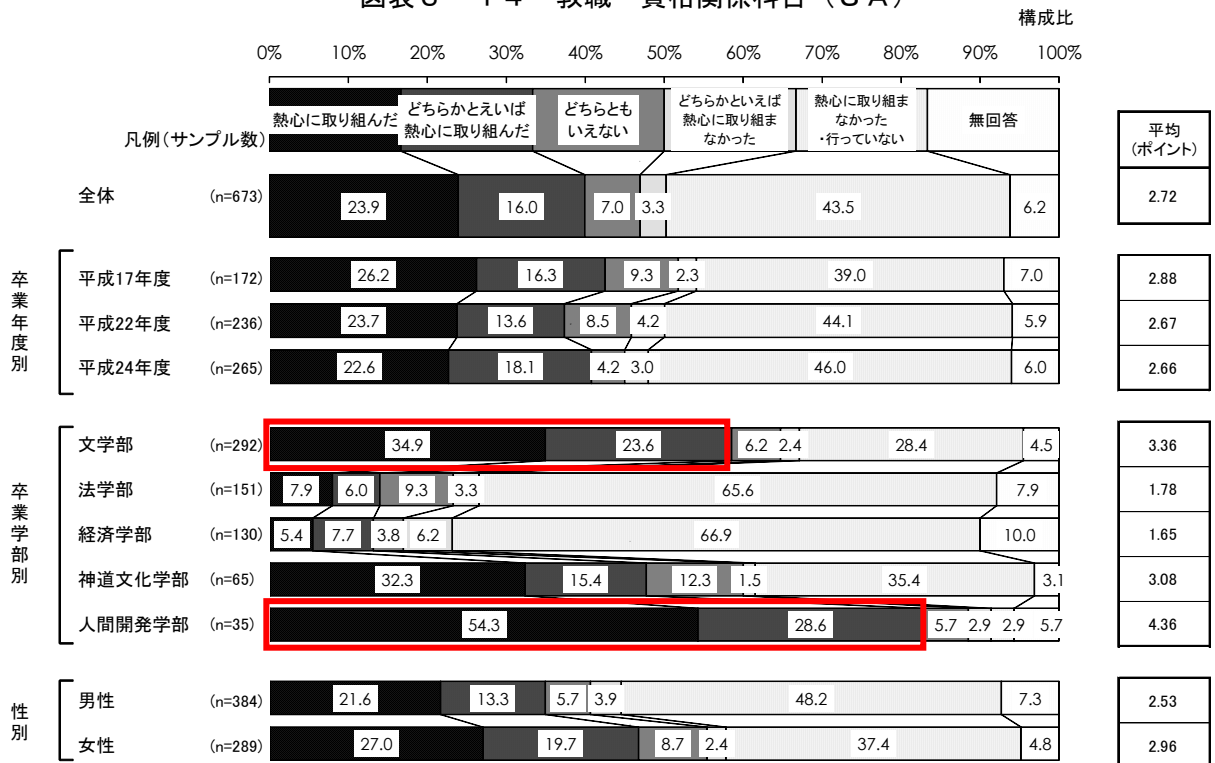 構成比
0% 10% 20% 30% 40% 50% 60% 70% 80% 90% 100%
凡例(サンプル数)
熱心に取り組んだ
どちらかとえいば
熱心に取り組んだ
どちらとも
いえない
どちらかといえば
熱心に取り組ま
なかった
熱心に取り組ま
なかった
・行っていない
無回答
平均
(ポイント)
全体 (n=673) 23.9 16.0 7.0 3.3 43.5 6.2 2.72
卒業年度別
平成17年度 (n=172) 26.2 16.3 9.3 2.3 39.0 7.0 2.88
平成22年度 (n=236) 23.7 13.6 8.5 4.2 44.1 5.9 2.67
平成24年度 (n=265) 22.6 18.1 4.2 3.0 46.0 6.0 2.66
卒業学部別
文学部 (n=292) 34.9 23.6 6.2 2.4 28.4 4.5 3.36
法学部 (n=151) 7.9 6.0 9.3 3.3 65.6 7.9 1.78
経済学部 (n=130) 5.4 7.7 3.8 6.2 66.9 10.0 1.65
神道文化学部 (n=65) 32.3 15.4 12.3 1.5 35.4 3.1 3.08
人間開発学部 (n=35) 54.3 28.6 5.7 2.9 2.9 5.7 4.36
性別
男性 (n=384) 21.6 13.3 5.7 3.9 48.2 7.3 2.53
女性 (n=289) 27.0 19.7 8.7 2.4 37.4 4.8 2.96